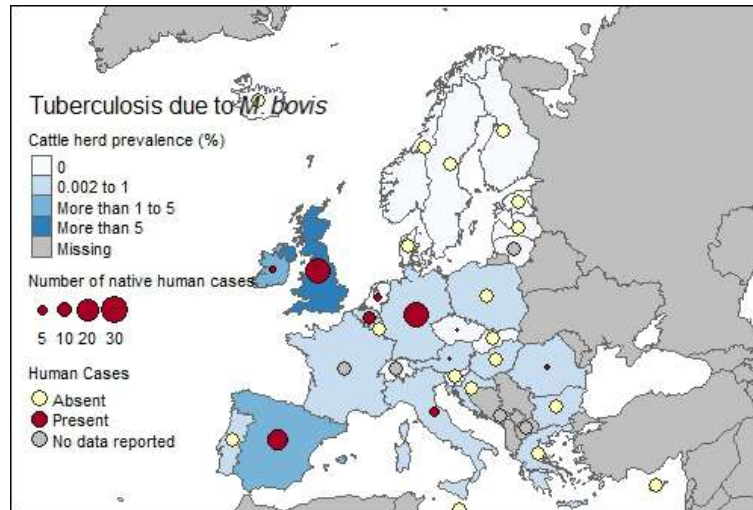 Tuberculosis due to M. bovis
Cattle herd prevalence (%)
0
0.002 to 1
More than 1 to 5
More than 5
Missing
Number of native human cases
5 10 20 30
Human Cases
Absent
Present
No data reported